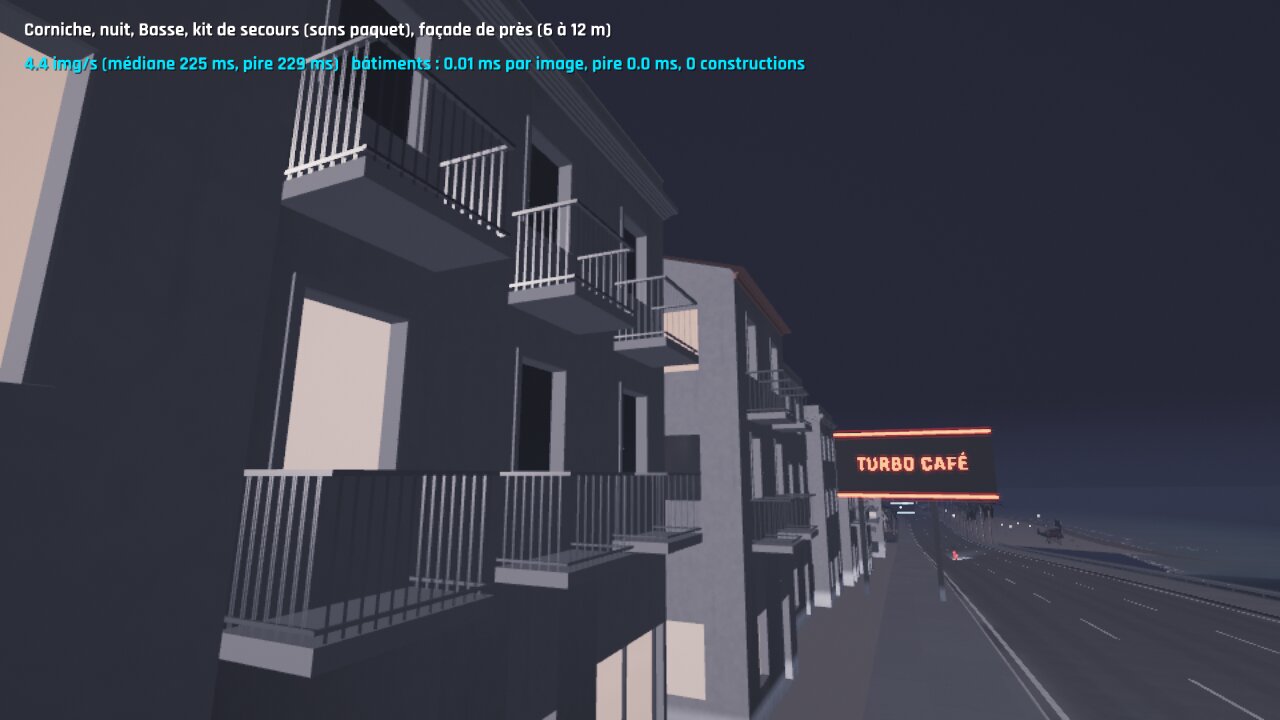 Corniche, nuit, Basse, kit de secours (sans paquet), façade de près (6 à 12 m)
4.4 img/s (médiane 225 ms, pire 229 ms) bâtiments : 0.01 ms par image, pire 0.0 ms, 0 constructions
TURBO CAFÉ